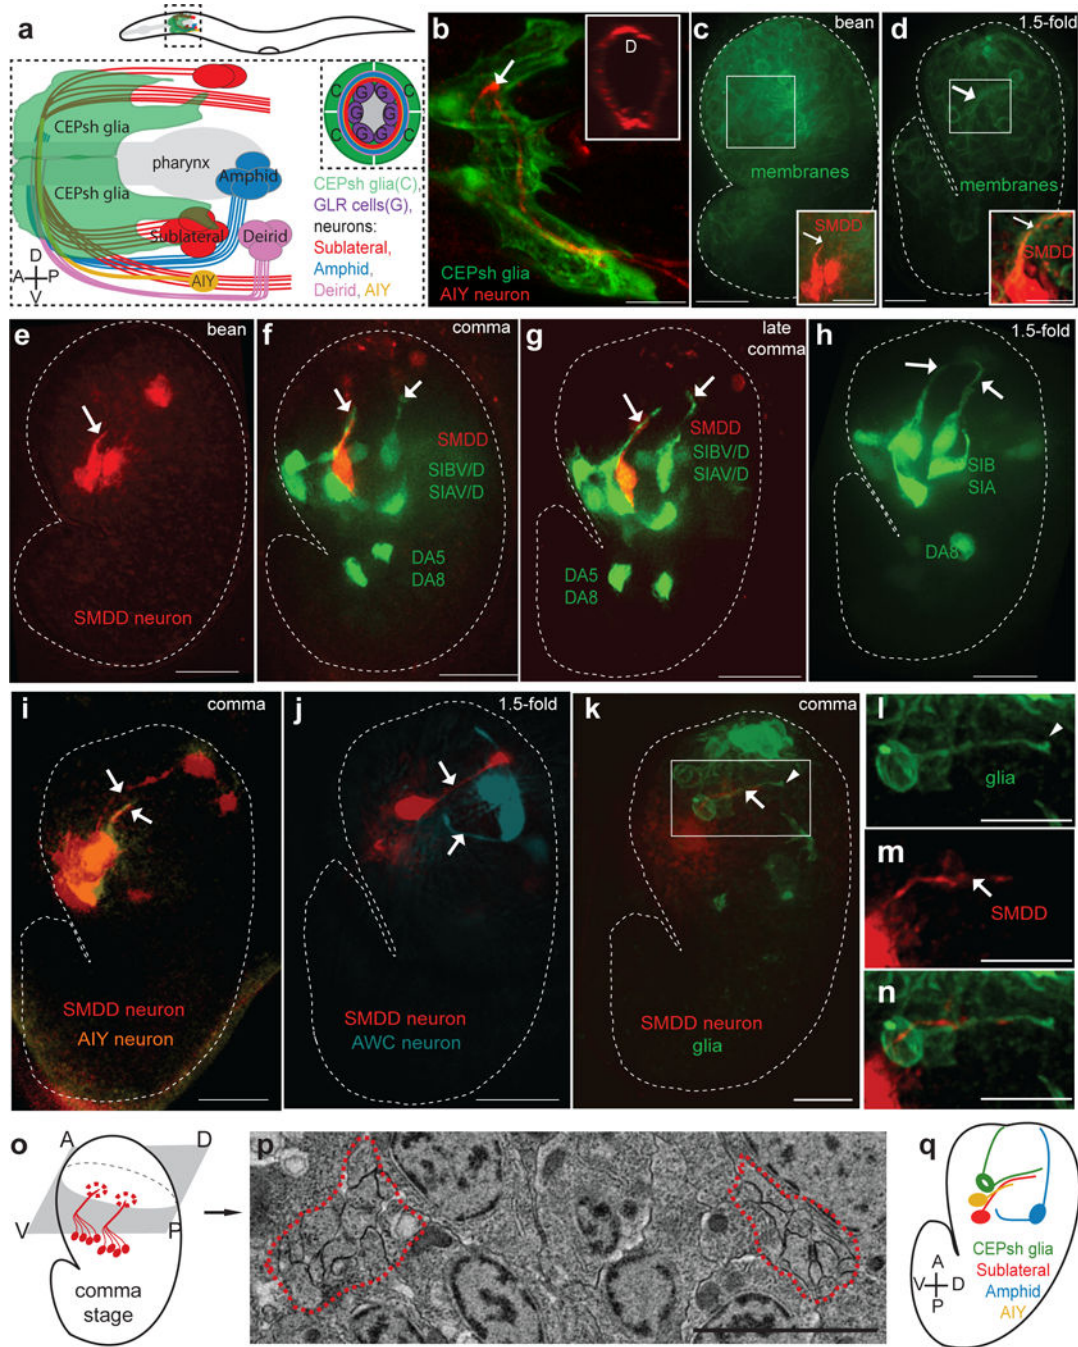 a
CEPsh glia
CEPsh glia
pharynx
Amphid
Sublateral
Deirid
AIY
D
A P
V
C C
C C
G
G G
G G
G
CEPsh glia(C),
GLR cells(G),
neurons:
Sublateral,
Amphid,
Deirid, AIY
b
D
CEPsh glia
AIY neuron
c
bean
membranes
SMDD
d
1.5-fold
membranes
SMDD
e
bean
SMDD neuron
f
comma
SMDD
SIBV/D
SIAV/D
DA5
DA8
g
late
comma
SMDD
SIBV/D
SIAV/D
DA5
DA8
h
1.5-fold
SIB
SIA
DA8
i
comma
SMDD neuron
AIY neuron
j
1.5-fold
SMDD neuron
AWC neuron
k
comma
SMDD neuron
glia
l
glia
m
SMDD
n
o
A D
V P
comma
stage
p
q
CEPsh glia
Sublateral
Amphid
AIY
A
V D
P